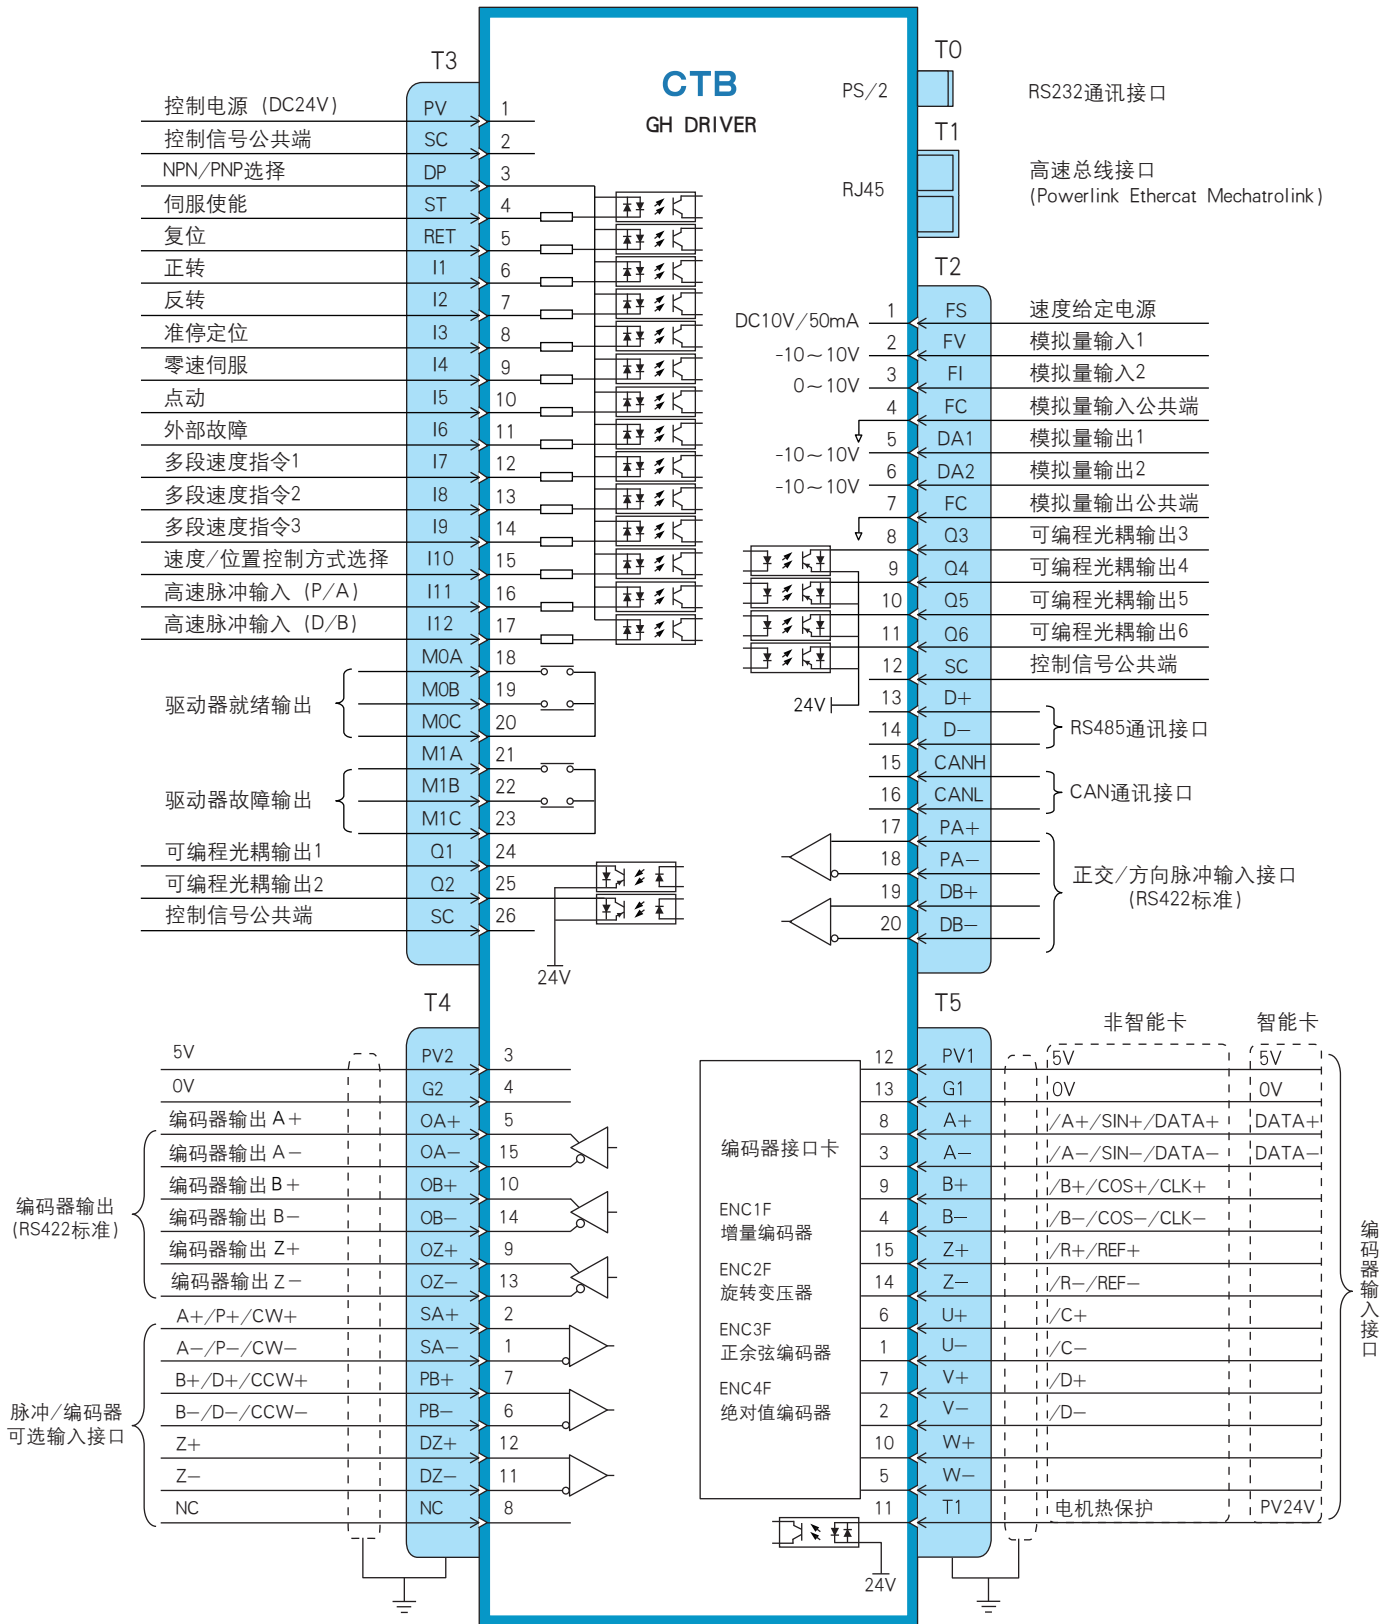 CTB
GH DRIVER
T3
控制电源 (DC24V) PV 1
控制信号公共端 SC 2
NPN/PNP选择 DP 3
伺服使能 ST 4
复位 RET 5
正转 I1 6
反转 I2 7
准停定位 I3 8
零速伺服 I4 9
点动 I5 10
外部故障 I6 11
多段速度指令1 I7 12
多段速度指令2 I8 13
多段速度指令3 I9 14
速度/位置控制方式选择 I10 15
高速脉冲输入 (P/A) I11 16
高速脉冲输入 (D/B) I12 17
M0A 18
驱动器就绪输出 M0B 19
M0C 20
M1A 21
驱动器故障输出 M1B 22
M1C 23
可编程光耦输出1 Q1 24
可编程光耦输出2 Q2 25
控制信号公共端 SC 26
24V
T0
PS/2 RS232通讯接口
T1
RJ45 高速总线接口
(Powerlink Ethercat Mechatrolink)
T2
DC10V/50mA 1 FS 速度给定电源
-10~10V 2 FV 模拟量输入1
0~10V 3 FI 模拟量输入2
4 FC 模拟量输入公共端
-10~10V 5 DA1 模拟量输出1
-10~10V 6 DA2 模拟量输出2
7 FC 模拟量输出公共端
8 Q3 可编程光耦输出3
9 Q4 可编程光耦输出4
10 Q5 可编程光耦输出5
11 Q6 可编程光耦输出6
12 SC 控制信号公共端
24V
13 D+
14 D- RS485通讯接口
15 CANH
16 CANL CAN通讯接口
17 PA+
18 PA-
19 DB+
20 DB-
正交/方向脉冲输入接口
(RS422标准)
T4
5V PV2 3
0V G2 4
编码器输出 A+ OA+ 5
编码器输出 A- OA- 15
编码器输出 B+ OB+ 10
编码器输出 B- OB- 14
编码器输出 Z+ OZ+ 9
编码器输出 Z- OZ- 13
编码器输出
(RS422标准)
A+/P+/CW+ SA+ 2
A-/P-/CW- SA- 1
B+/D+/CCW+ PB+ 7
B-/D-/CCW- PB- 6
Z+ DZ+ 12
Z- DZ- 11
NC NC 8
脉冲/编码器
可选输入接口
T5
非智能卡 智能卡
12 PV1 5V 5V
13 G1 0V 0V
8 A+ /A+/SIN+/DATA+ DATA+
3 A- /A-/SIN-/DATA- DATA-
9 B+ /B+/COS+/CLK+
4 B- /B-/COS-/CLK-
15 Z+ /R+/REF+
14 Z- /R-/REF-
6 U+ /C+
1 U- /C-
7 V+ /D+
2 V- /D-
10 W+
5 W-
11 T1 电机热保护 PV24V
编码器输入接口
编码器接口卡
ENC1F
增量编码器
ENC2F
旋转变压器
ENC3F
正余弦编码器
ENC4F
绝对值编码器
24V